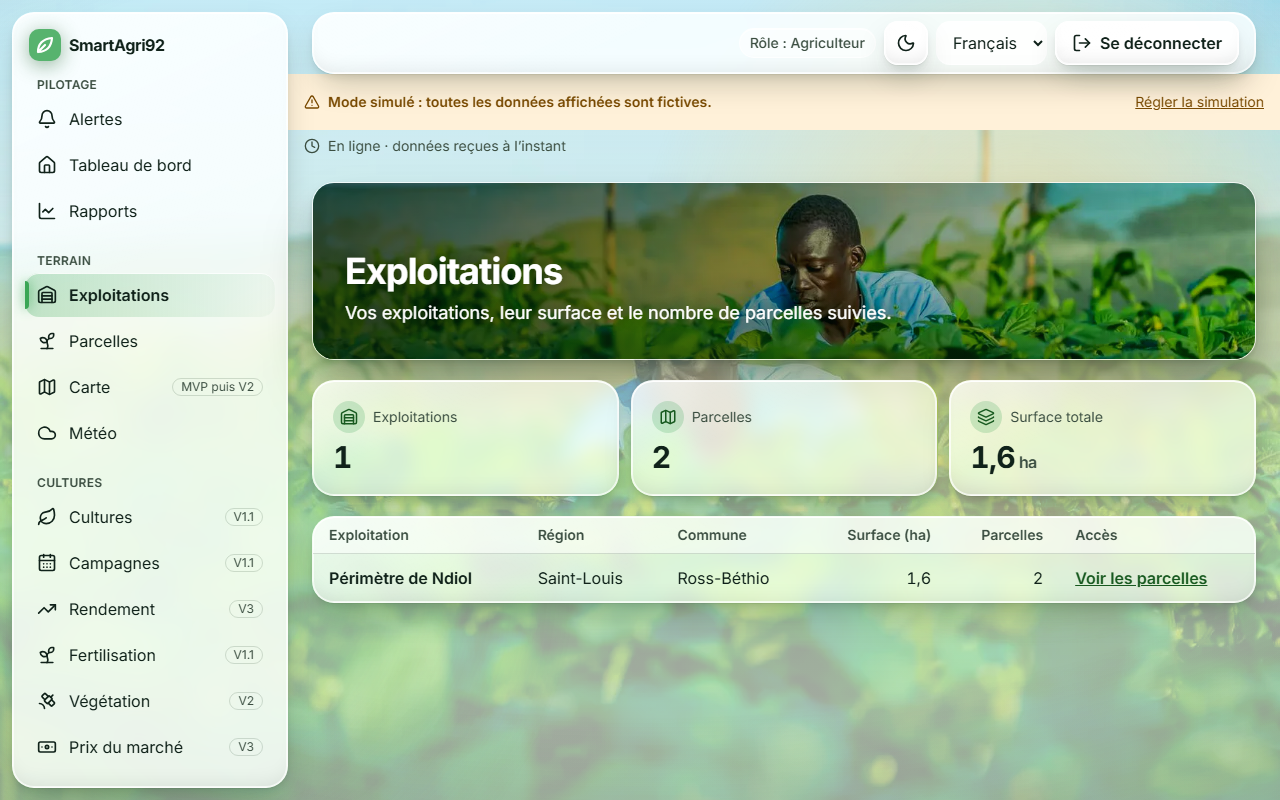 SmartAgri92
PILOTAGE
Alertes
Tableau de bord
Rapports
TERRAIN
Exploitations
Parcelles
Carte MVP puis V2
Météo
CULTURES
Cultures V1.1
Campagnes V1.1
Rendement V3
Fertilisation V1.1
Végétation V2
Prix du marché V3
Rôle : Agriculteur Français Se déconnecter
Mode simulé : toutes les données affichées sont fictives. Régler la simulation
En ligne · données reçues à l’instant
Exploitations
Vos exploitations, leur surface et le nombre de parcelles suivies.
Exploitations
1
Parcelles
2
Surface totale
1,6 ha
Exploitation Région Commune Surface (ha) Parcelles Accès
Périmètre de Ndiol Saint-Louis Ross-Béthio 1,6 2 Voir les parcelles